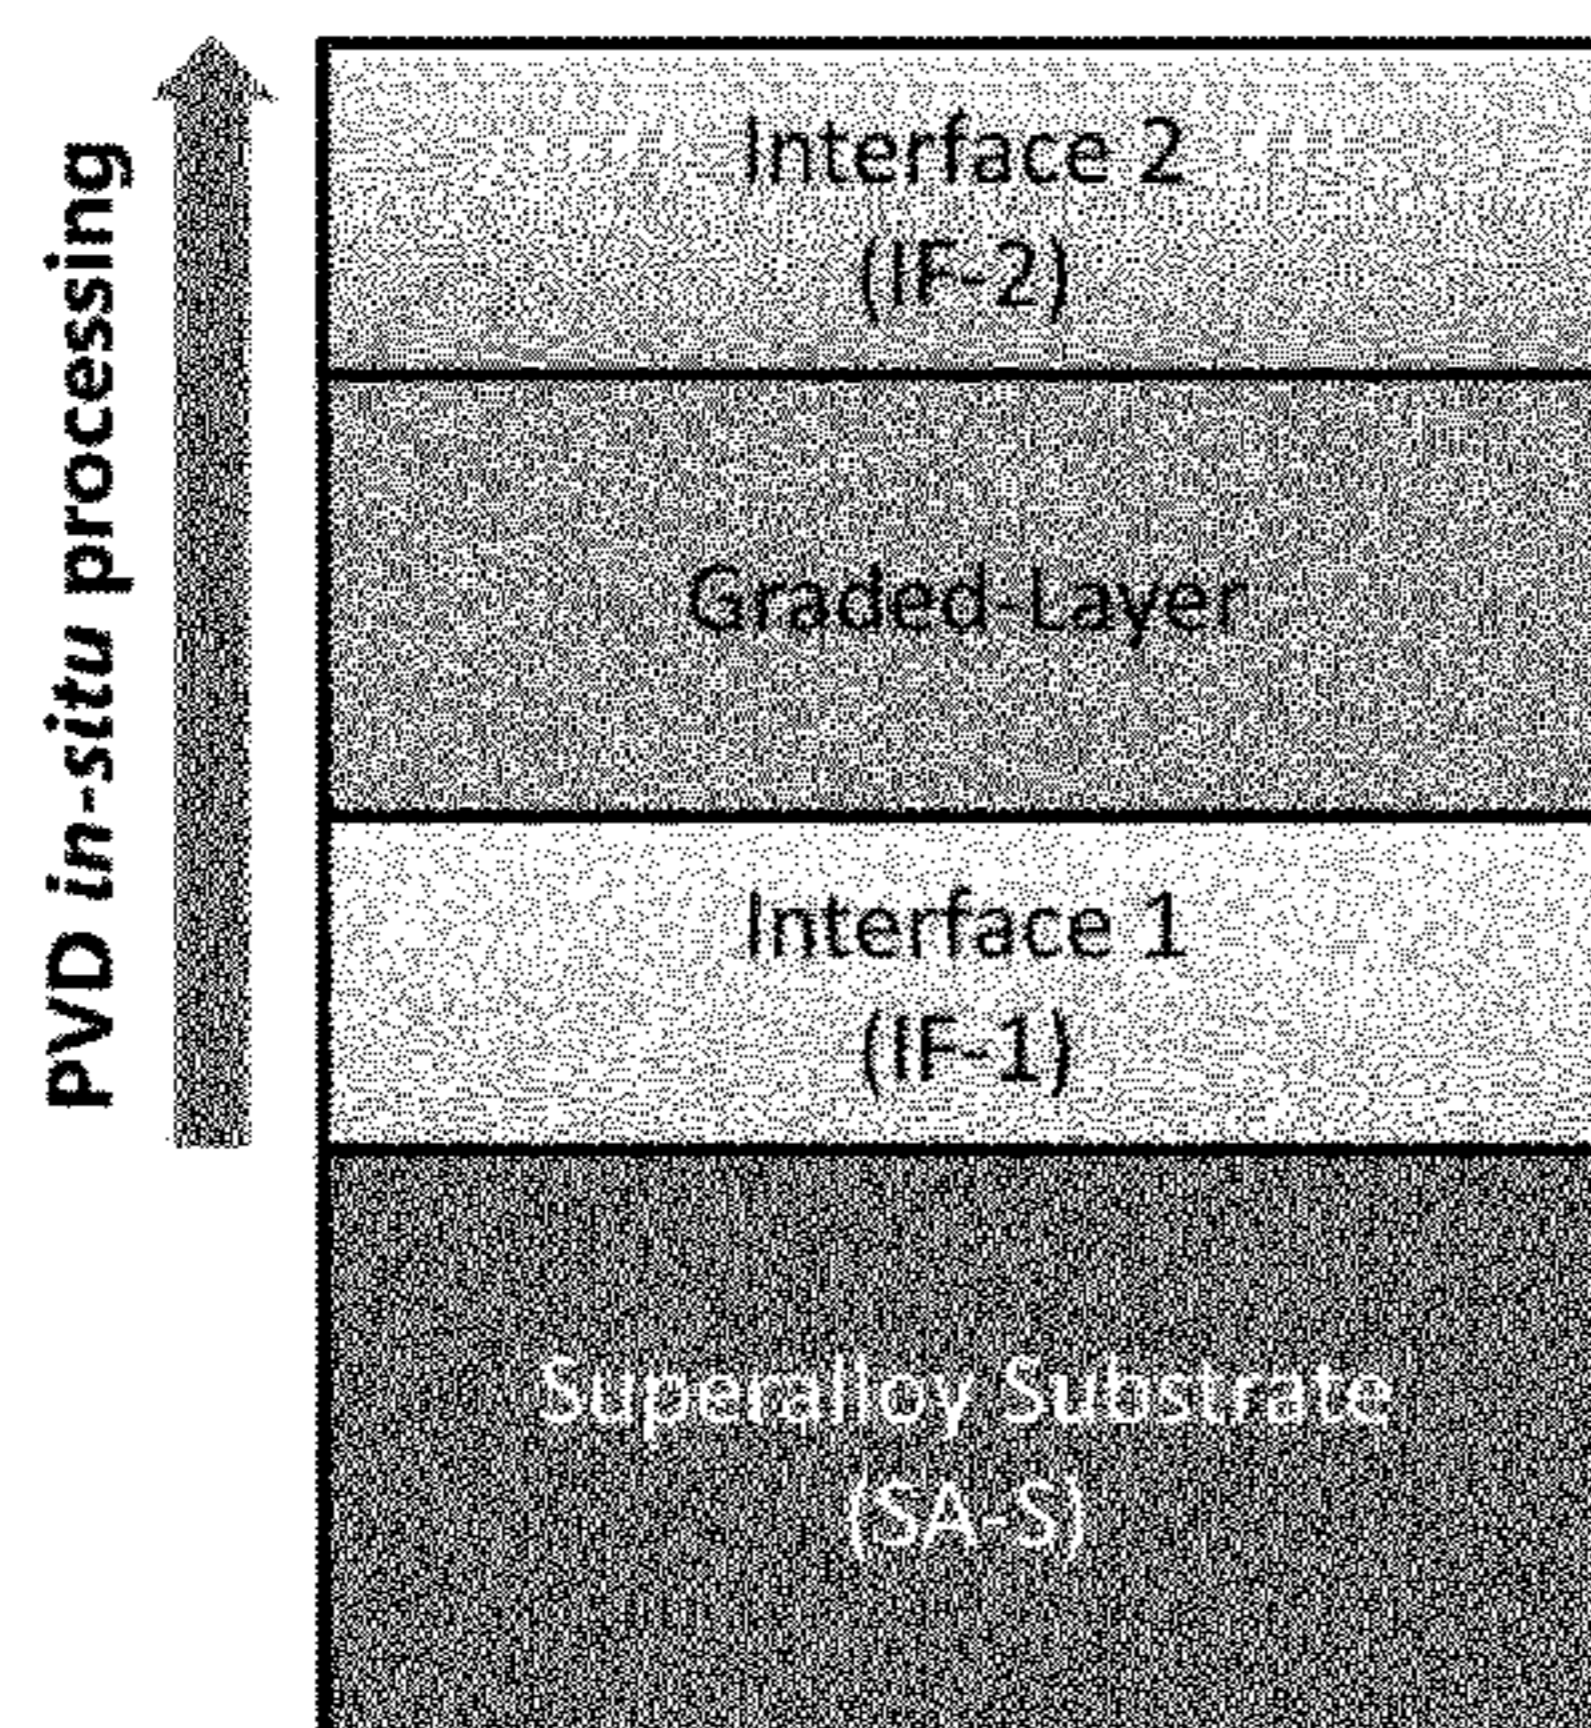 PVD in-situ processing
Interface 2
(IF-2)
Graded-Layer
Interface 1
(IF-1)
Superalloy Substrate
(SA-S)